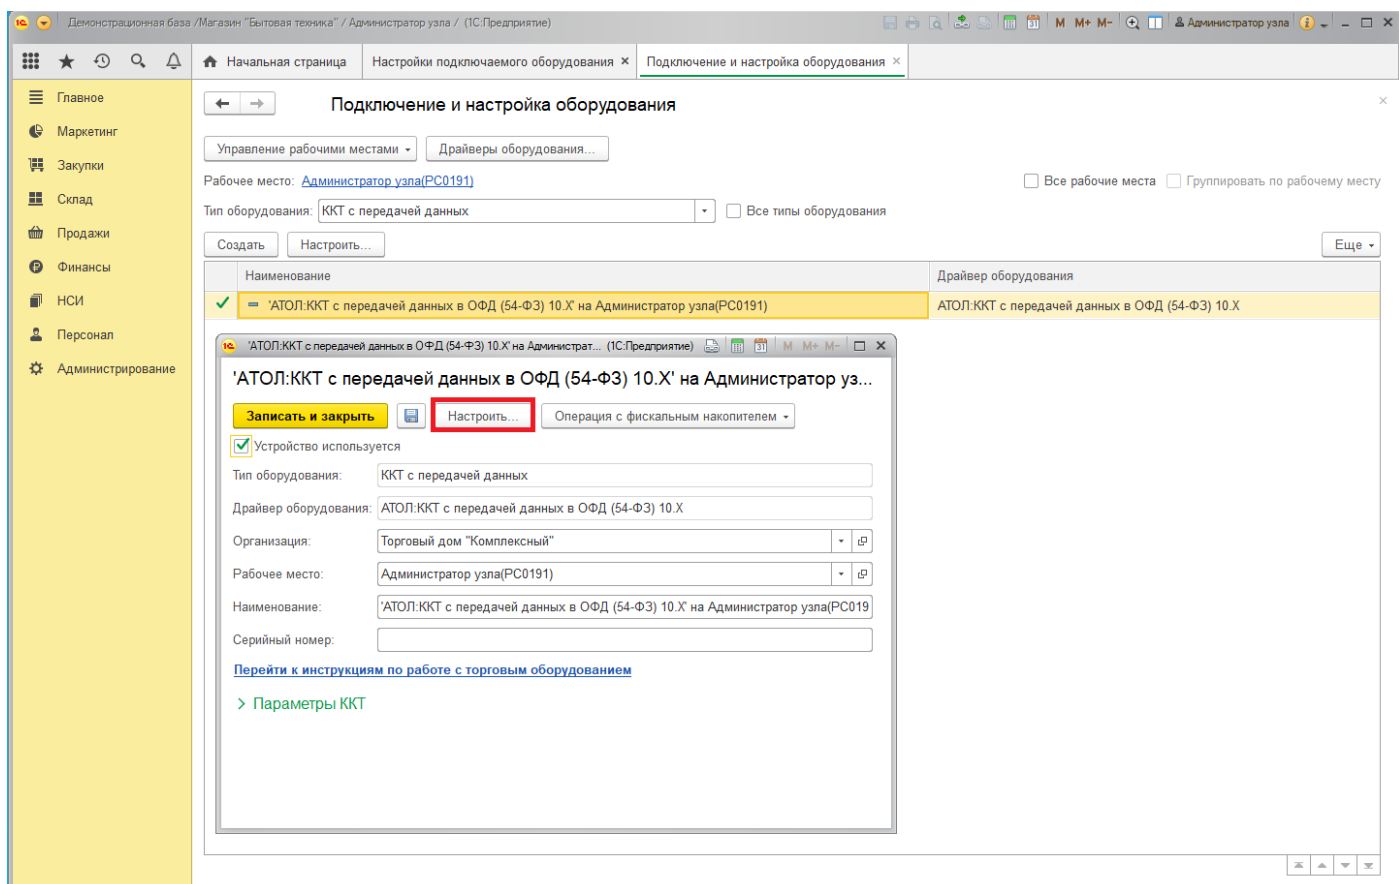 Демонстрационная база /Магазин "Бытовая техника" / Администратор узла / (1С:Предприятие)
M M+ M- Администратор узла
Начальная страница
Настройки подключаемого оборудования ×
Подключение и настройка оборудования ×
Главное
Маркетинг
Закупки
Склад
Продажи
Финансы
НСИ
Персонал
Администрирование
Подключение и настройка оборудования
Управление рабочими местами
Драйверы оборудования...
Рабочее место: Администратор узла(PC0191)
Все рабочие места
Группировать по рабочему месту
Тип оборудования: ККТ с передачей данных
Все типы оборудования
Создать
Настроить...
Еще
Наименование
Драйвер оборудования
'АТОЛ:ККТ с передачей данных в ОФД (54-ФЗ) 10.X' на Администратор узла(PC0191)
АТОЛ:ККТ с передачей данных в ОФД (54-ФЗ) 10.X
'АТОЛ:ККТ с передачей данных в ОФД (54-ФЗ) 10.X' на Администрат... (1С:Предприятие)
M M+ M-
'АТОЛ:ККТ с передачей данных в ОФД (54-ФЗ) 10.X' на Администратор уз...
Записать и закрыть
Настроить...
Операция с фискальным накопителем
Устройство используется
Тип оборудования: ККТ с передачей данных
Драйвер оборудования: АТОЛ:ККТ с передачей данных в ОФД (54-ФЗ) 10.X
Организация: Торговый дом "Комплексный"
Рабочее место: Администратор узла(PC0191)
Наименование: 'АТОЛ:ККТ с передачей данных в ОФД (54-ФЗ) 10.X' на Администратор узла(PC019
Серийный номер:
Перейти к инструкциям по работе с торговым оборудованием
Параметры ККТ